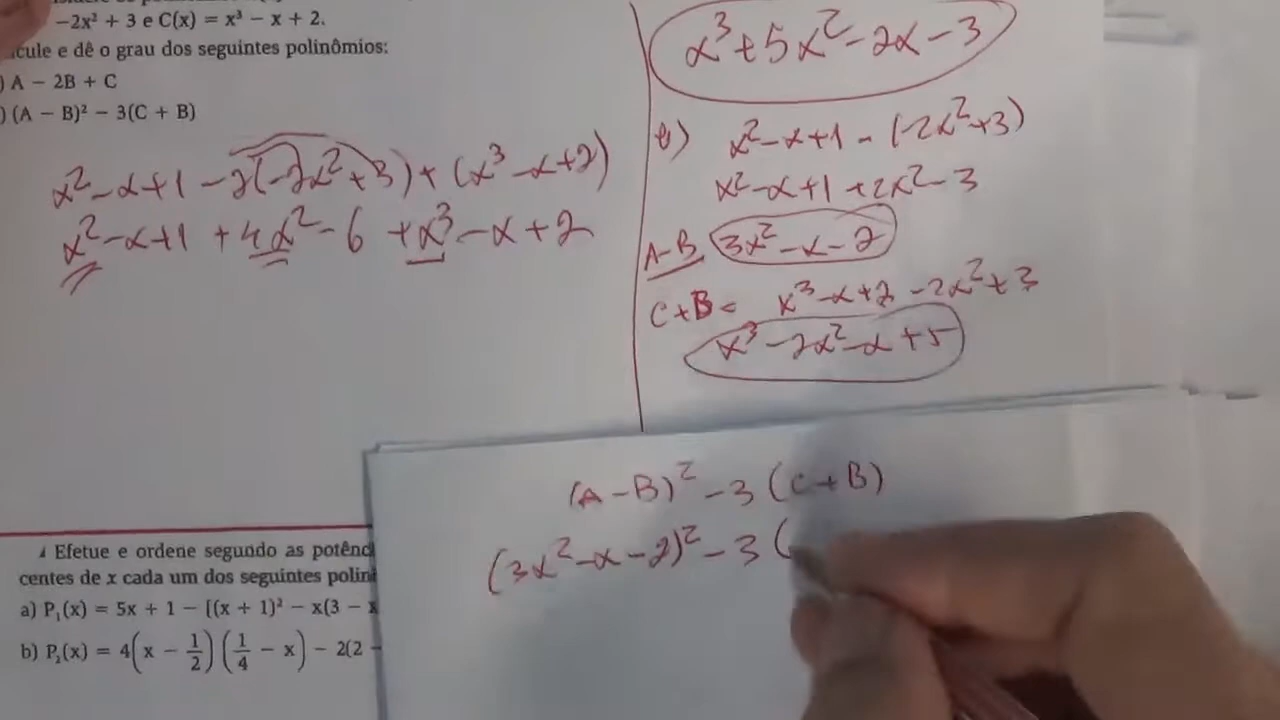 -2x² + 3 e C(x) = x³ − x + 2.
cule e dê o grau dos seguintes polinômios:
) A − 2B + C
) (A − B)² − 3(C + B)
x² - x + 1 - 2(-2x² + 3) + (x³ - x + 2)
x² - x + 1 + 4x² - 6 + x³ - x + 2
x³ + 5x² - 2x - 3
b) x² - x + 1 - (-2x² + 3)
x² - x + 1 + 2x² - 3
A-B 3x² - x - 2
C+B = x³ - x + 2 - 2x² + 3
x³ - 2x² - x + 5
(A - B)² - 3 (C + B)
(3x² - x - 2)² - 3 (
Efetue e ordene segundo as potênc
centes de x cada um dos seguintes polin
a) P₁(x) = 5x + 1 − [(x + 1)² − x(3 − x
b) P₂(x) = 4(x − 1/2)(1/4 − x) − 2(2 −